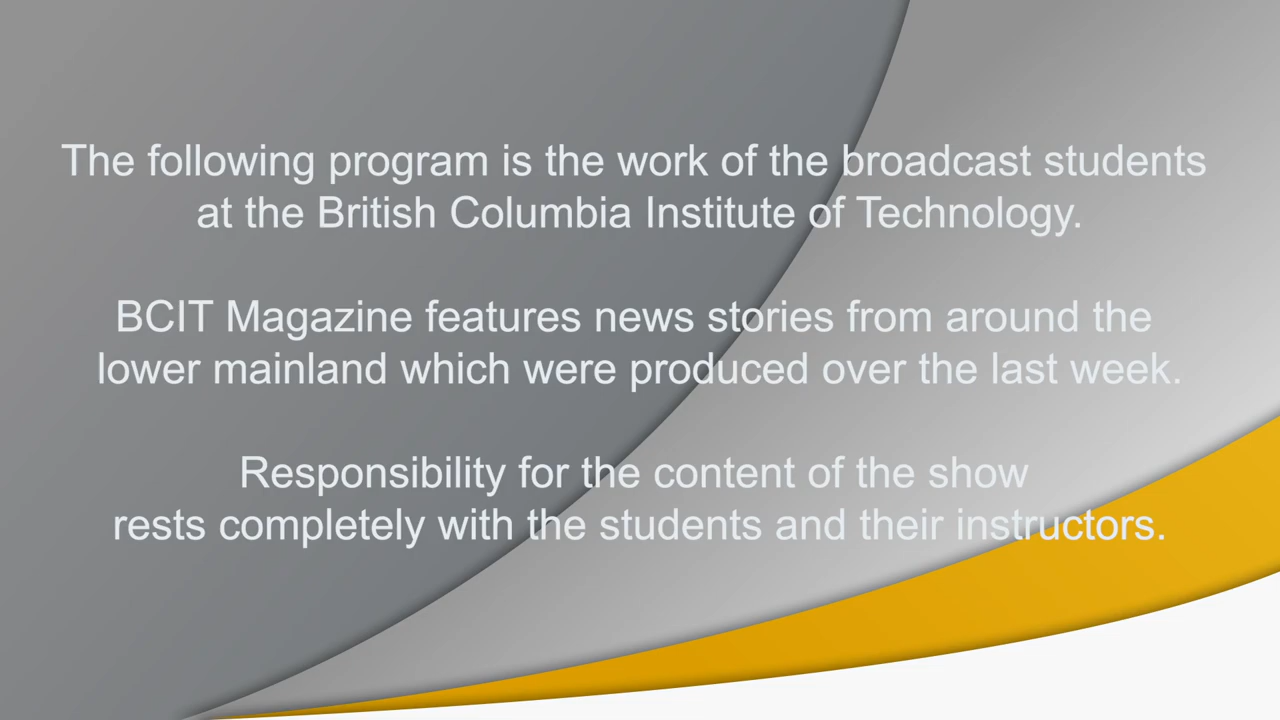 The following program is the work of the broadcast students
at the British Columbia Institute of Technology.
BCIT Magazine features news stories from around the
lower mainland which were produced over the last week.
Responsibility for the content of the show
rests completely with the students and their instructors.